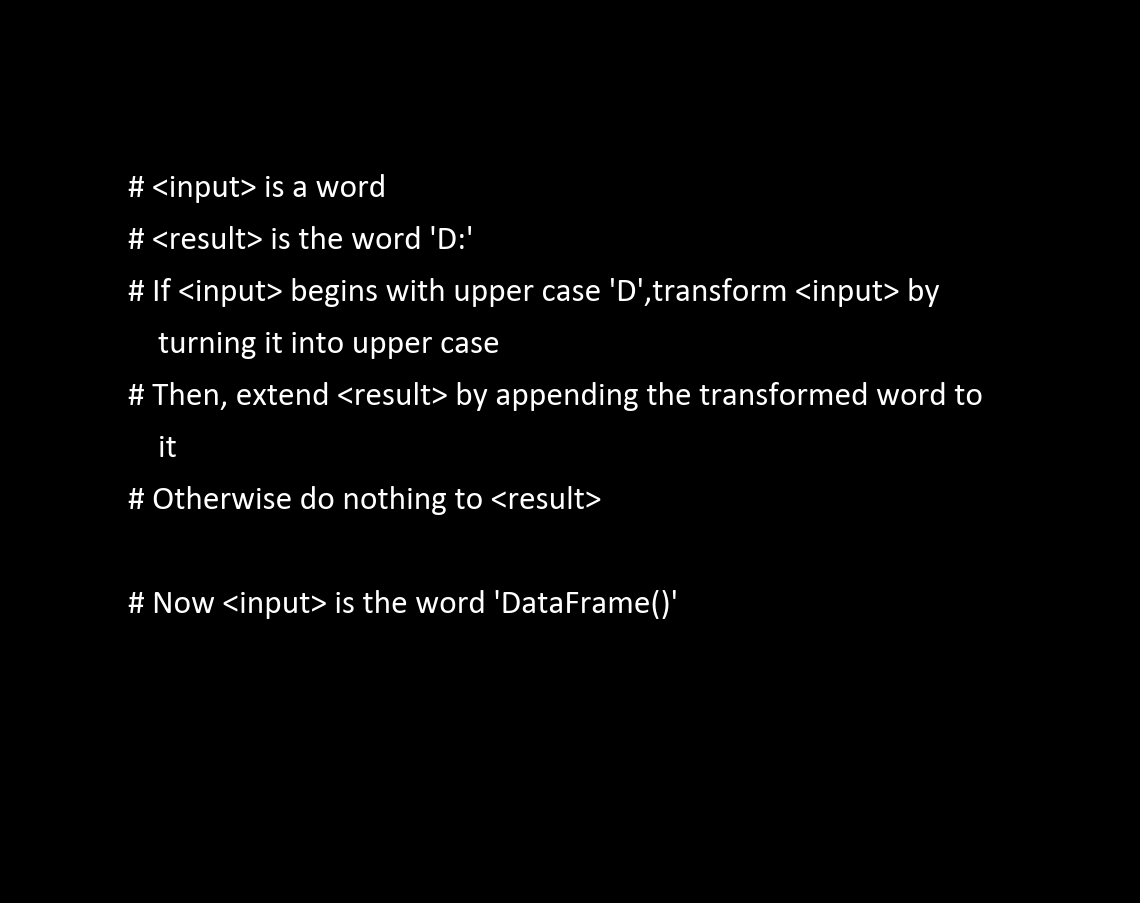 # <input> is a word
# <result> is the word 'D:'
# If <input> begins with upper case 'D',transform <input> by
turning it into upper case
# Then, extend <result> by appending the transformed word to
it
# Otherwise do nothing to <result>
# Now <input> is the word 'DataFrame()'